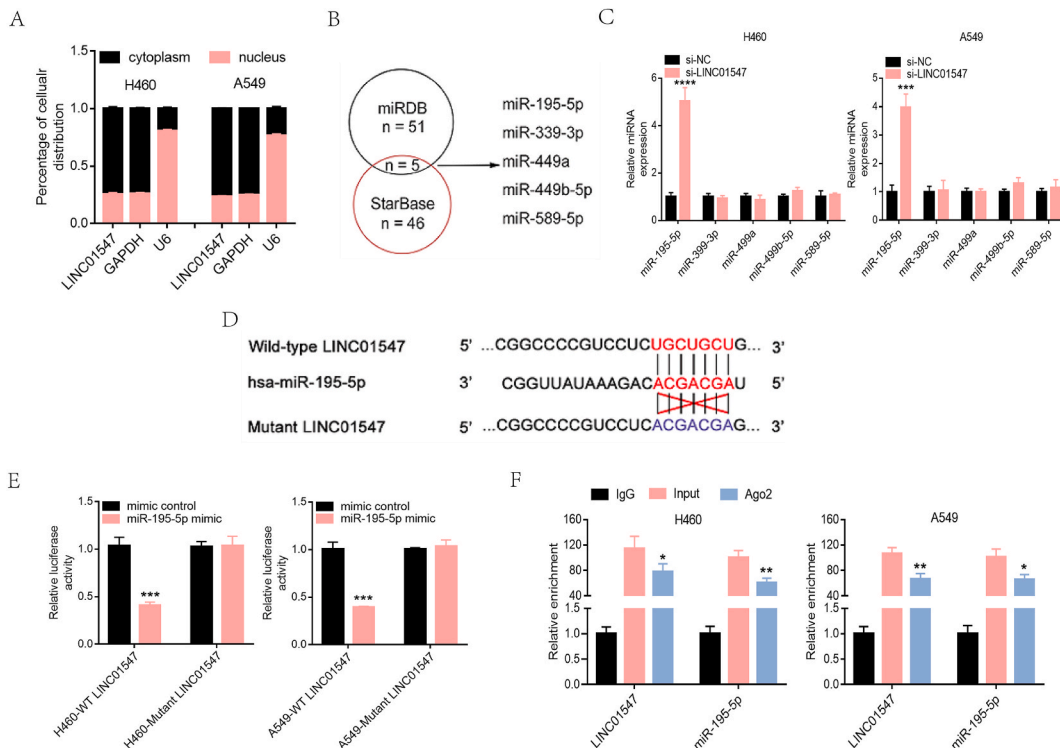 A
cytoplasm nucleus
H460 A549
Percentage of cellualr
distribution
1.5
1.0
0.5
0.0
LINC01547
GAPDH
U6
LINC01547
GAPDH
U6
B
miRDB
n = 51
n = 5
StarBase
n = 46
miR-195-5p
miR-339-3p
miR-449a
miR-449b-5p
miR-589-5p
C
H460
si-NC
si-LINC01547
Relative miRNA
expression
6
4
2
0
****
miR-195-5p
miR-399-3p
miR-499a
miR-499b-5p
miR-589-5p
A549
si-NC
si-LINC01547
Relative miRNA
expression
5
4
3
2
1
0
***
miR-195-5p
miR-399-3p
miR-499a
miR-499b-5p
miR-589-5p
D
Wild-type LINC01547 5' ...CGGCCCCGUCCUCUGCUGCUG... 3'
hsa-miR-195-5p 3' CGGUUAUAAAGACACGACGAU 5'
Mutant LINC01547 5' ...CGGCCCCGUCCUCACGACGAG... 3'
E
mimic control
miR-195-5p mimic
Relative luciferase
activity
1.5
1.0
0.5
0.0
***
H460-WT LINC01547
H460-Mutant LINC01547
mimic control
miR-195-5p mimic
Relative luciferase
activity
1.5
1.0
0.5
0.0
***
A549-WT LINC01547
A549-Mutant LINC01547
F
IgG Input Ago2
H460
Relative enrichment
160
120
80
40
1.5
1.0
0.5
0.0
*
**
LINC01547
miR-195-5p
A549
Relative enrichment
160
120
80
40
1.5
1.0
0.5
0.0
**
*
LINC01547
miR-195-5p